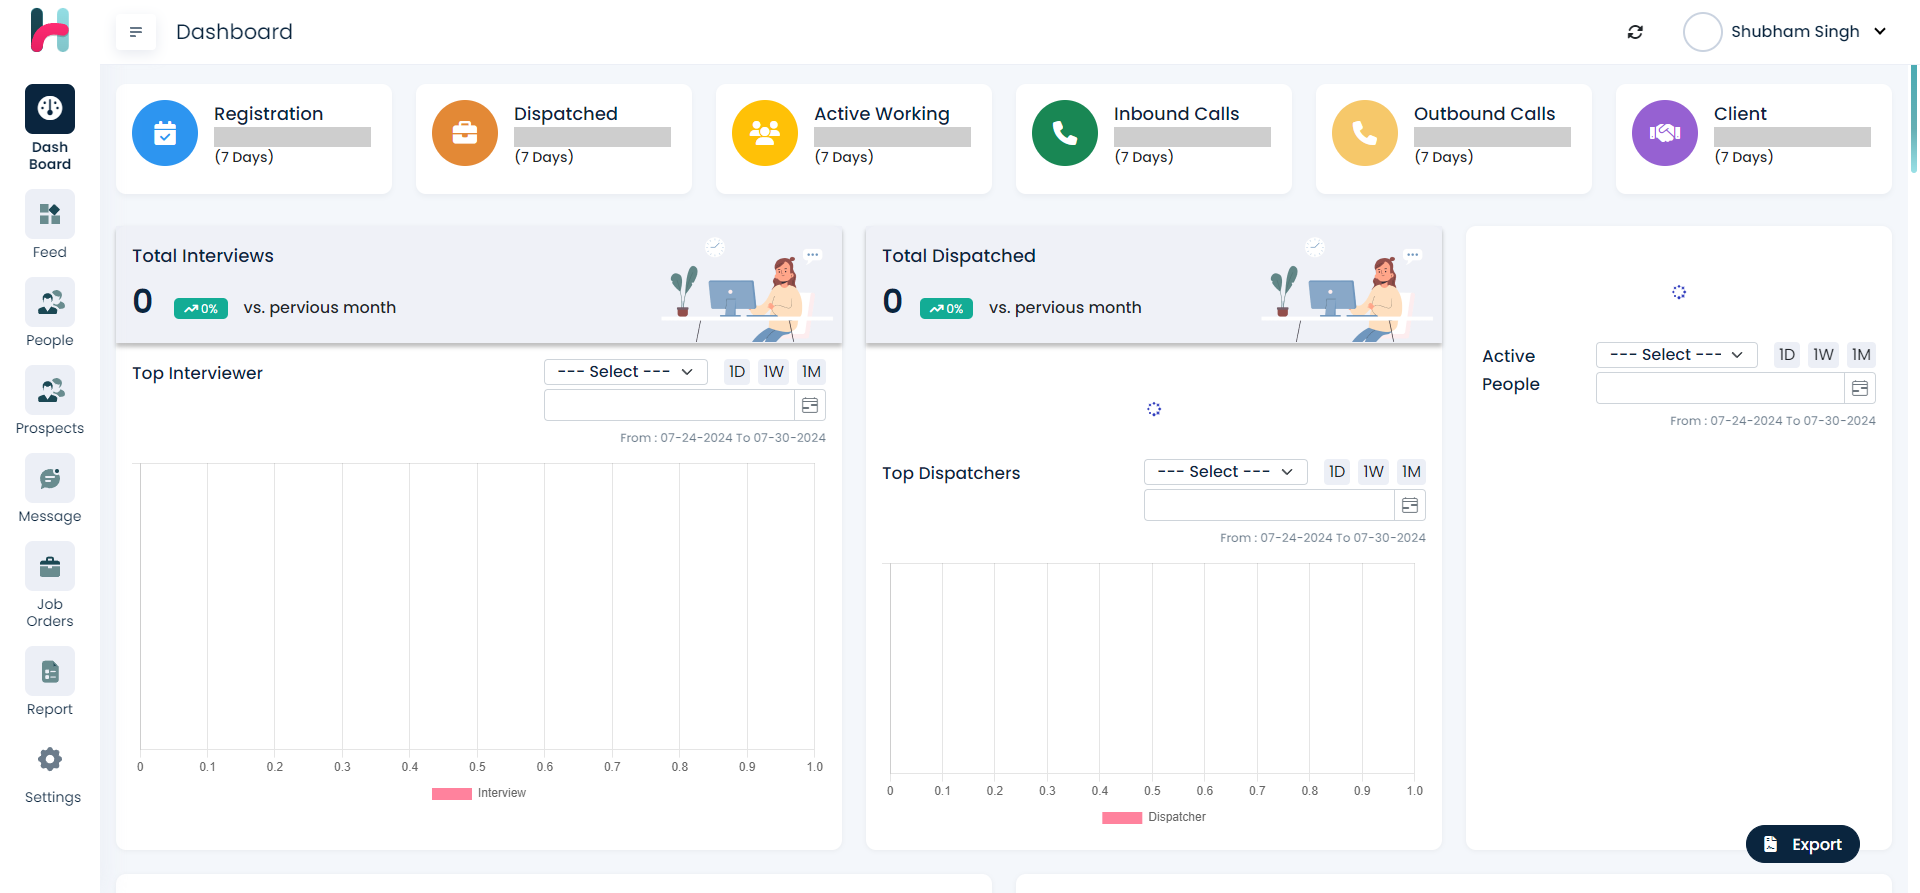 Dashboard
Shubham Singh
Dash
Board
Feed
People
Prospects
Message
Job
Orders
Report
Settings
Registration
(7 Days)
Dispatched
(7 Days)
Active Working
(7 Days)
Inbound Calls
(7 Days)
Outbound Calls
(7 Days)
Client
(7 Days)
Total Interviews
0 0% vs. pervious month
Top Interviewer
--- Select --- 1D 1W 1M
From : 07-24-2024 To 07-30-2024
0 0.1 0.2 0.3 0.4 0.5 0.6 0.7 0.8 0.9 1.0
Interview
Total Dispatched
0 0% vs. pervious month
Top Dispatchers
--- Select --- 1D 1W 1M
From : 07-24-2024 To 07-30-2024
0 0.1 0.2 0.3 0.4 0.5 0.6 0.7 0.8 0.9 1.0
Dispatcher
Active
People
--- Select --- 1D 1W 1M
From : 07-24-2024 To 07-30-2024
Export